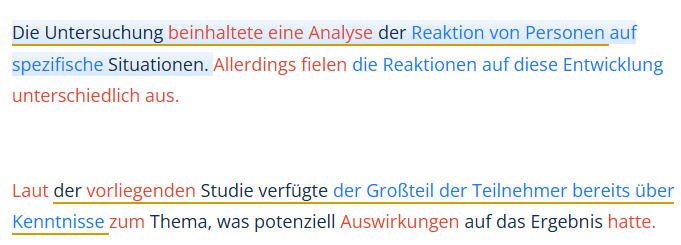 Die Untersuchung beinhaltete eine Analyse der Reaktion von Personen auf
spezifische Situationen. Allerdings fielen die Reaktionen auf diese Entwicklung
unterschiedlich aus.
Laut der vorliegenden Studie verfügte der Großteil der Teilnehmer bereits über
Kenntnisse zum Thema, was potenziell Auswirkungen auf das Ergebnis hatte.